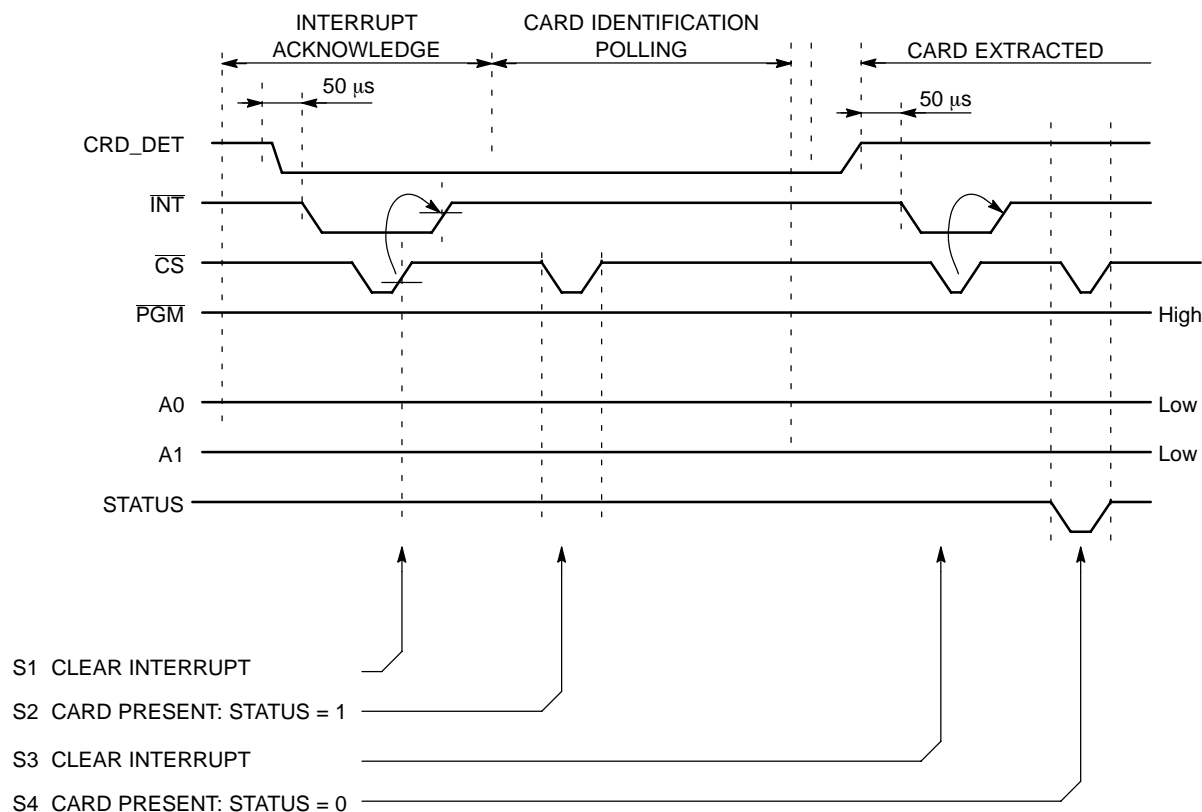 INTERRUPT
ACKNOWLEDGE
CARD IDENTIFICATION
POLLING
CARD EXTRACTED
50 μs
50 μs
CRD_DET
INT
CS
PGM
High
A0
Low
A1
Low
STATUS
S1 CLEAR INTERRUPT
S2 CARD PRESENT: STATUS = 1
S3 CLEAR INTERRUPT
S4 CARD PRESENT: STATUS = 0